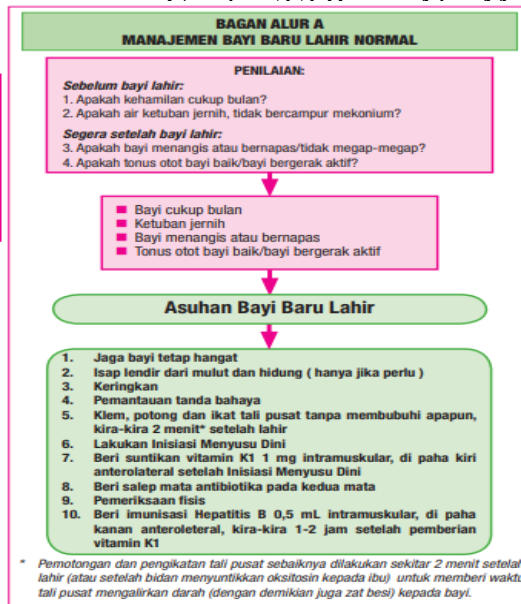 BAGAN ALUR A
MANAJEMEN BAYI BARU LAHIR NORMAL
PENILAIAN:
Sebelum bayi lahir:
1. Apakah kehamilan cukup bulan?
2. Apakah air ketuban jernih, tidak bercampur mekonium?
Segera setelah bayi lahir:
3. Apakah bayi menangis atau bernapas/tidak megap-megap?
4. Apakah tonus otot bayi baik/bayi bergerak aktif?
Bayi cukup bulan
Ketuban jernih
Bayi menangis atau bernapas
Tonus otot bayi baik/bayi bergerak aktif
Asuhan Bayi Baru Lahir
1. Jaga bayi tetap hangat
2. Isap lendir dari mulut dan hidung ( hanya jika perlu )
3. Keringkan
4. Pemantauan tanda bahaya
5. Klem, potong dan ikat tali pusat tanpa membubuhi apapun,
kira-kira 2 menit* setelah lahir
6. Lakukan Inisiasi Menyusu Dini
7. Beri suntikan vitamin K1 1 mg intramuskular, di paha kiri
anterolateral setelah Inisiasi Menyusu Dini
8. Beri salep mata antibiotika pada kedua mata
9. Pemeriksaan fisis
10. Beri imunisasi Hepatitis B 0,5 mL intramuskular, di paha
kanan anteroleteral, kira-kira 1-2 jam setelah pemberian
vitamin K1
* Pemotongan dan pengikatan tali pusat sebaiknya dilakukan sekitar 2 menit setelah
lahir (atau setelah bidan menyuntikkan oksitosin kepada ibu) untuk memberi waktu
tali pusat mengalirkan darah (dengan demikian juga zat besi) kepada bayi.